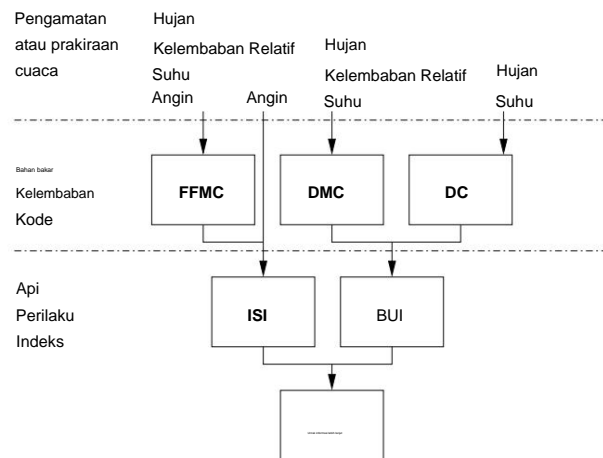 Pengamatan
atau prakiraan
cuaca
Hujan
Kelembaban Relatif
Suhu
Angin
Angin
Hujan
Kelembaban Relatif
Suhu
Hujan
Suhu
Bahan bakar
Kelembaban
Kode
FFMC
DMC
DC
Api
Perilaku
Indeks
ISI
BUI